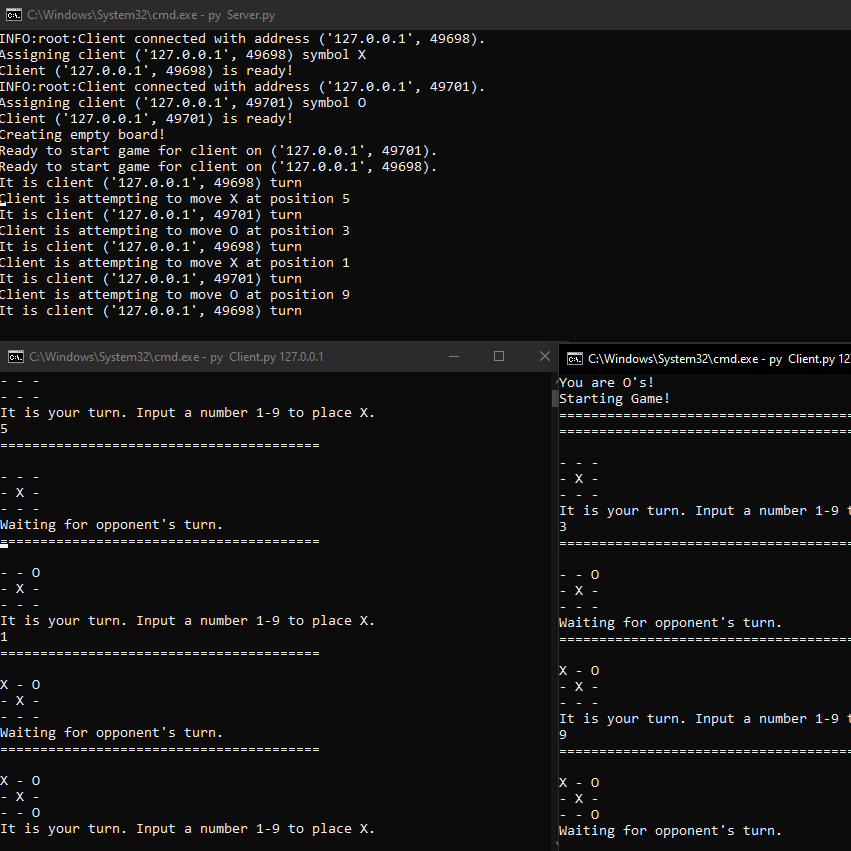 C:\Windows\System32\cmd.exe - py Server.py
INFO:root:Client connected with address ('127.0.0.1', 49698).
Assigning client ('127.0.0.1', 49698) symbol X
Client ('127.0.0.1', 49698) is ready!
INFO:root:Client connected with address ('127.0.0.1', 49701).
Assigning client ('127.0.0.1', 49701) symbol O
Client ('127.0.0.1', 49701) is ready!
Creating empty board!
Ready to start game for client on ('127.0.0.1', 49701).
Ready to start game for client on ('127.0.0.1', 49698).
It is client ('127.0.0.1', 49698) turn
Client is attempting to move X at position 5
It is client ('127.0.0.1', 49701) turn
Client is attempting to move O at position 3
It is client ('127.0.0.1', 49698) turn
Client is attempting to move X at position 1
It is client ('127.0.0.1', 49701) turn
Client is attempting to move O at position 9
It is client ('127.0.0.1', 49698) turn
C:\Windows\System32\cmd.exe - py Client.py 127.0.0.1
- - -
- - -
It is your turn. Input a number 1-9 to place X.
5
========================================
- - -
- X -
- - -
Waiting for opponent's turn.
========================================
- - O
- X -
- - -
It is your turn. Input a number 1-9 to place X.
1
========================================
X - O
- X -
- - -
Waiting for opponent's turn.
========================================
X - O
- X -
- - O
It is your turn. Input a number 1-9 to place X.
C:\Windows\System32\cmd.exe - py Client.py 12
You are O's!
Starting Game!
=====================================
=====================================
- - -
- X -
- - -
It is your turn. Input a number 1-9 t
3
=====================================
- - O
- X -
- - -
Waiting for opponent's turn.
=====================================
X - O
- X -
- - -
It is your turn. Input a number 1-9 t
9
=====================================
X - O
- X -
- - O
Waiting for opponent's turn.